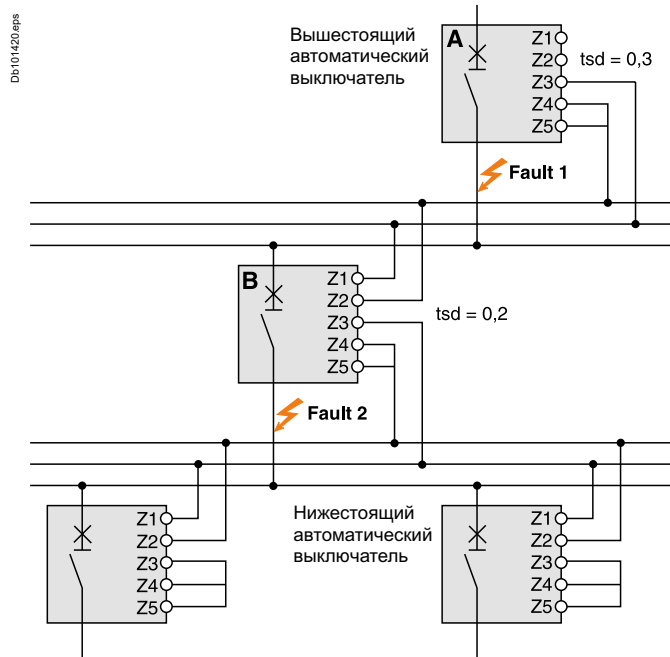 Db101420.eps
Вышестоящий
автоматический
выключатель
A
Z1
Z2
Z3
Z4
Z5
tsd = 0,3
Fault 1
B
Z1
Z2
Z3
Z4
Z5
tsd = 0,2
Fault 2
Z1
Z2
Z3
Z4
Z5
Нижестоящий
автоматический
выключатель
Z1
Z2
Z3
Z4
Z5